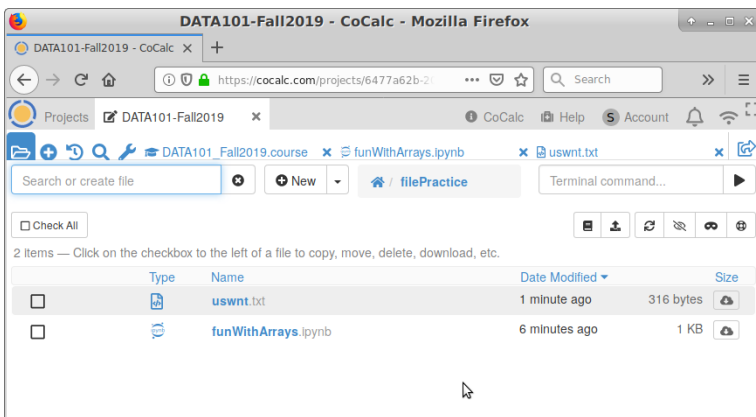 DATA101-Fall2019 - CoCalc - Mozilla Firefox
DATA101-Fall2019 - CoCalc × +
https://cocalc.com/projects/6477a62b-2 Search
Projects DATA101-Fall2019 × CoCalc Help S Account
DATA101_Fall2019.course × funWithArrays.ipynb × uswnt.txt ×
Search or create file New / filePractice Terminal command...
Check All
2 items — Click on the checkbox to the left of a file to copy, move, delete, download, etc.
Type Name Date Modified Size
uswnt.txt 1 minute ago 316 bytes
funWithArrays.ipynb 6 minutes ago 1 KB